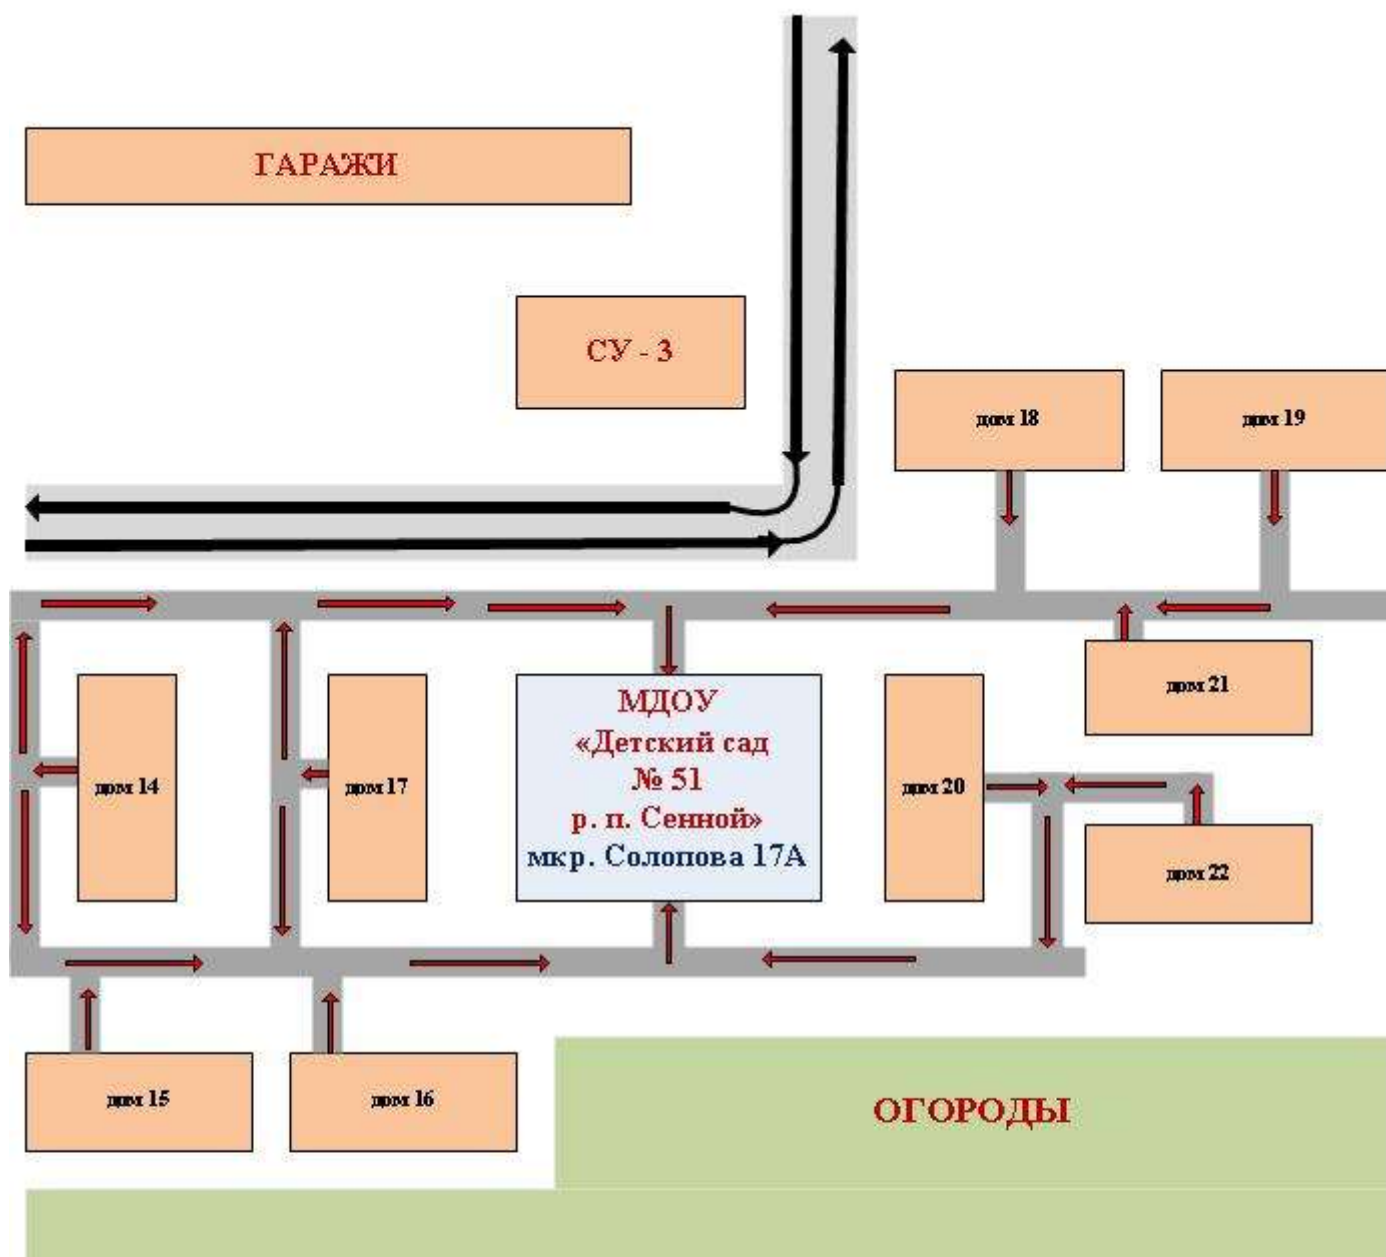 ГАРАЖИ
СУ - 3
дом 18
дом 19
дом 21
МДОУ
«Детский сад
№ 51
р. п. Сенной»
мкр. Солопова 17А
дом 14
дом 17
дом 20
дом 22
дом 15
дом 16
ОГОРОДЫ